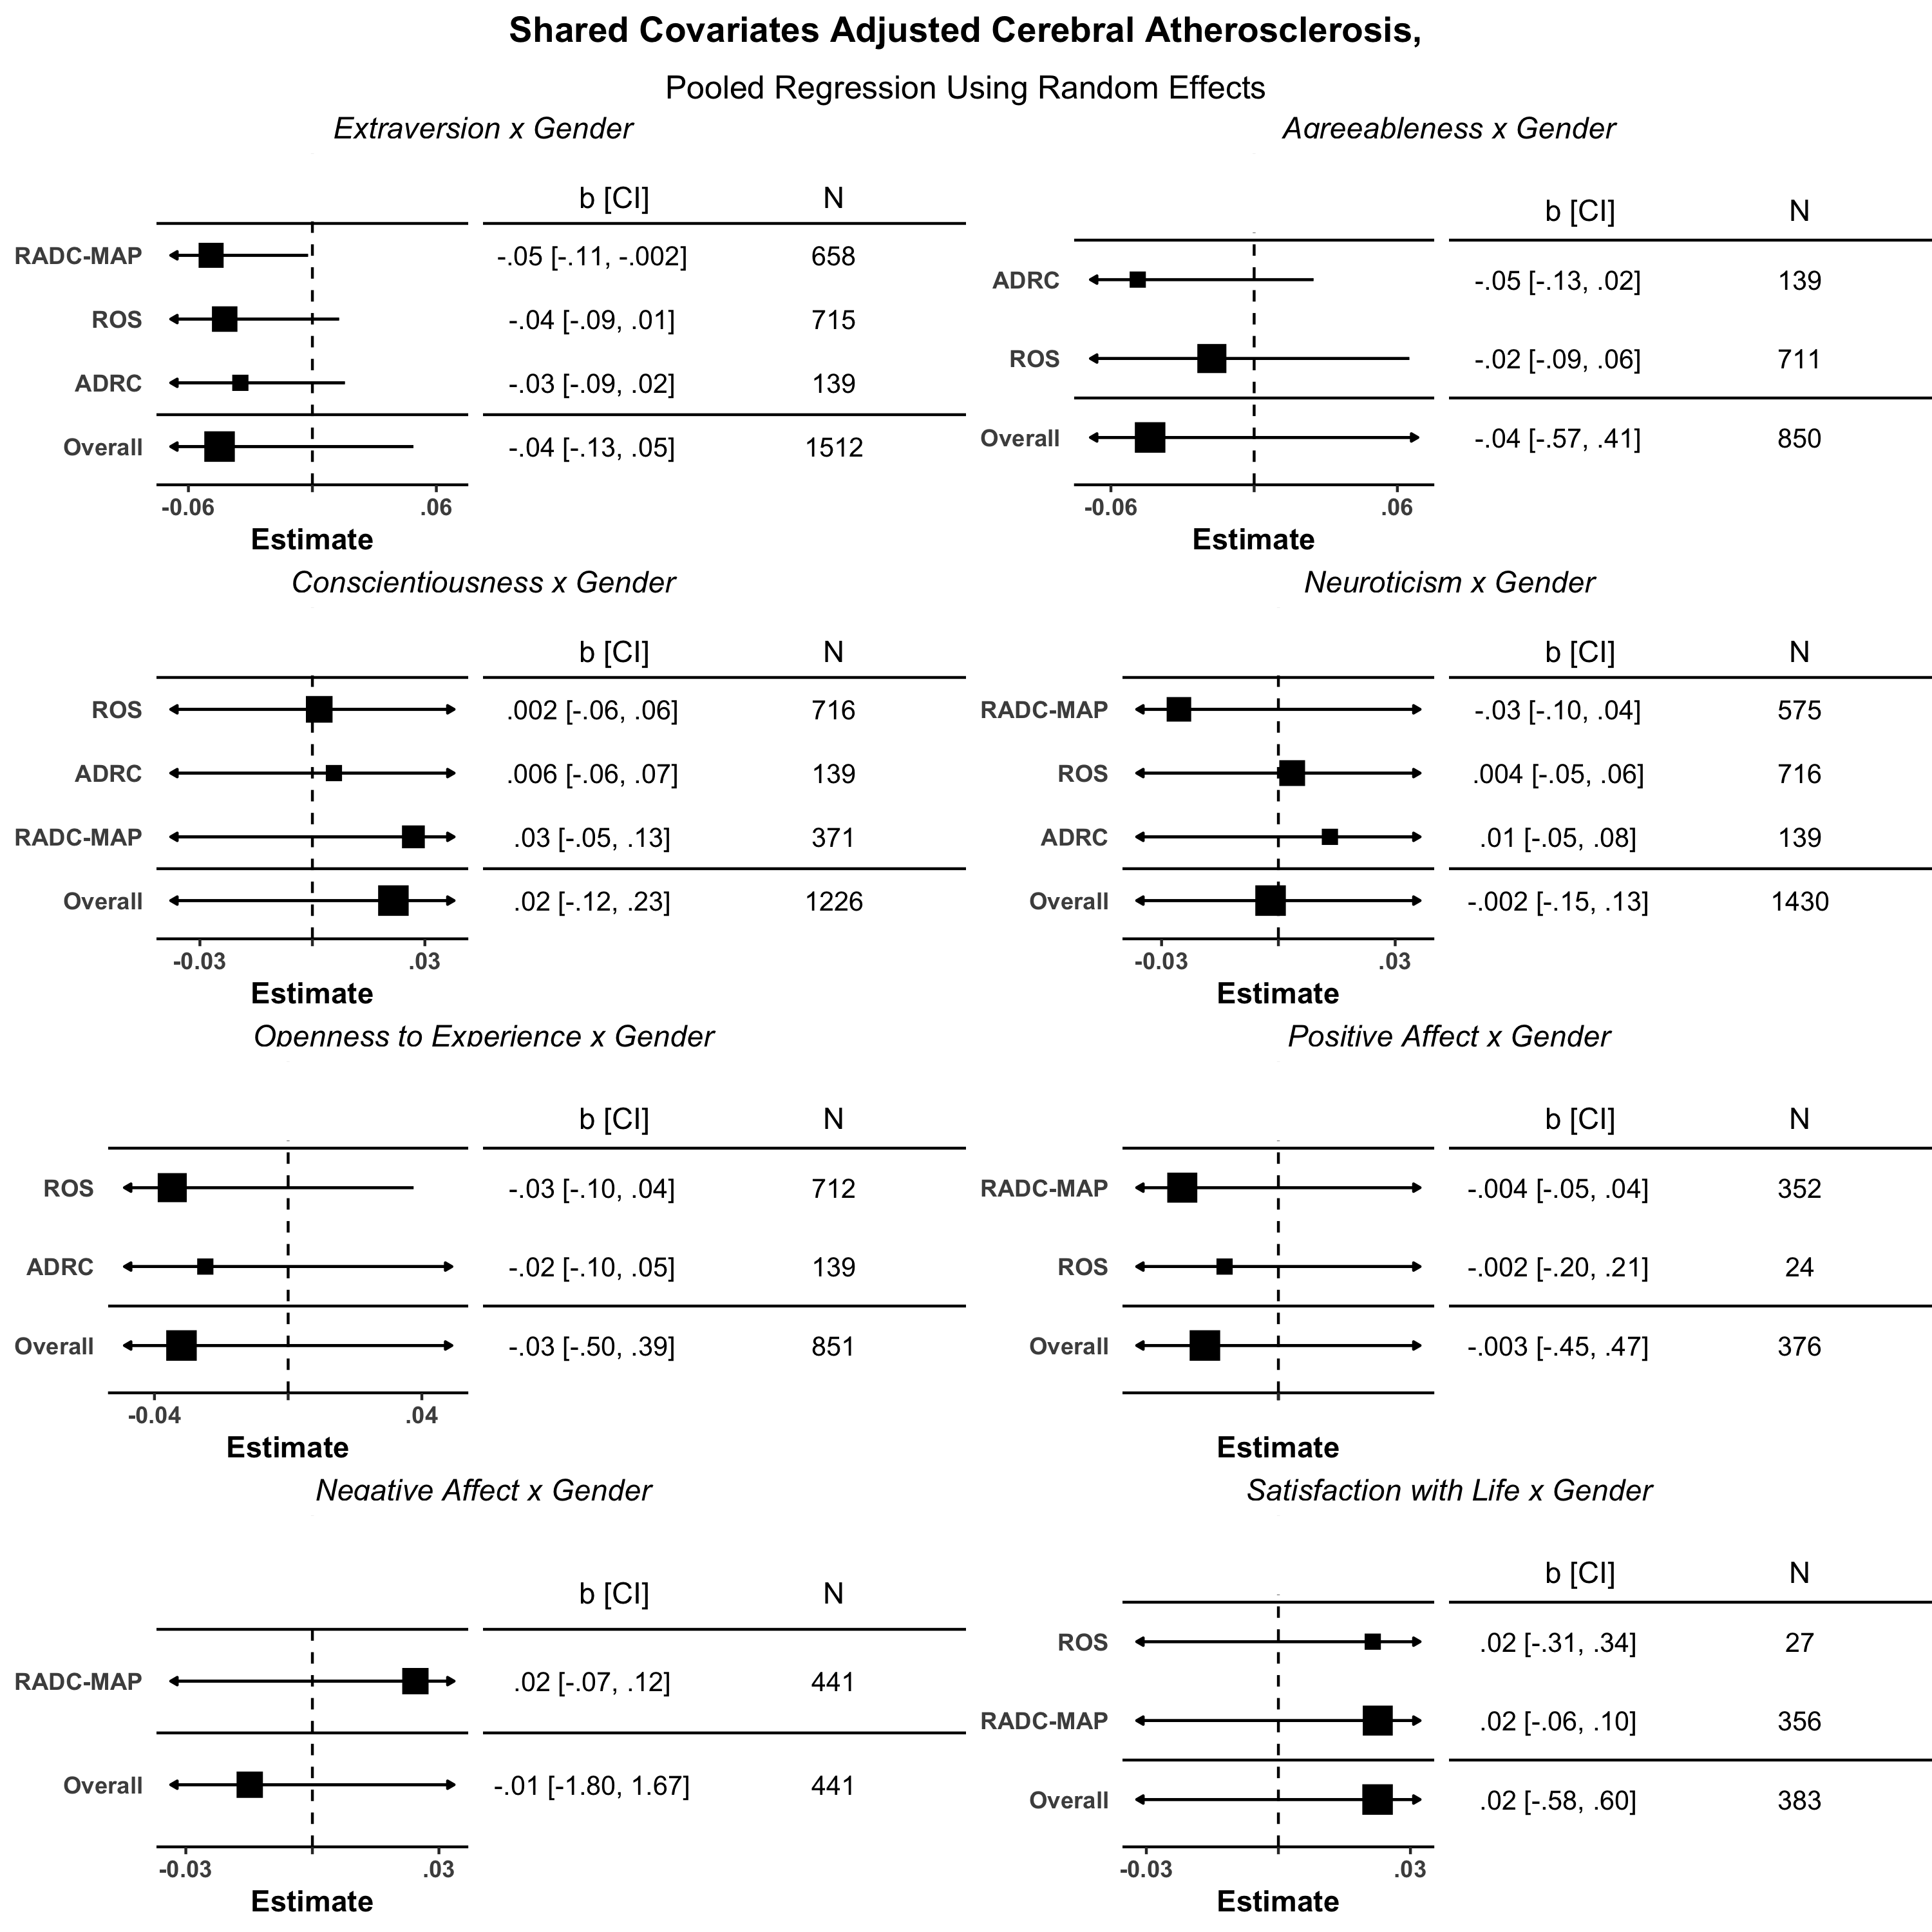 Shared Covariates Adjusted Cerebral Atherosclerosis,
Pooled Regression Using Random Effects
Extraversion x Gender
b [CI] N
RADC-MAP -.05 [-.11, -.002] 658
ROS -.04 [-.09, .01] 715
ADRC -.03 [-.09, .02] 139
Overall -.04 [-.13, .05] 1512
-0.06 .06
Estimate
Agreeableness x Gender
b [CI] N
ADRC -.05 [-.13, .02] 139
ROS -.02 [-.09, .06] 711
Overall -.04 [-.57, .41] 850
-0.06 .06
Estimate
Conscientiousness x Gender
b [CI] N
ROS .002 [-.06, .06] 716
ADRC .006 [-.06, .07] 139
RADC-MAP .03 [-.05, .13] 371
Overall .02 [-.12, .23] 1226
-0.03 .03
Estimate
Neuroticism x Gender
b [CI] N
RADC-MAP -.03 [-.10, .04] 575
ROS .004 [-.05, .06] 716
ADRC .01 [-.05, .08] 139
Overall -.002 [-.15, .13] 1430
-0.03 .03
Estimate
Openness to Experience x Gender
b [CI] N
ROS -.03 [-.10, .04] 712
ADRC -.02 [-.10, .05] 139
Overall -.03 [-.50, .39] 851
-0.04 .04
Estimate
Positive Affect x Gender
b [CI] N
RADC-MAP -.004 [-.05, .04] 352
ROS -.002 [-.20, .21] 24
Overall -.003 [-.45, .47] 376
Estimate
Negative Affect x Gender
b [CI] N
RADC-MAP .02 [-.07, .12] 441
Overall -.01 [-1.80, 1.67] 441
-0.03 .03
Estimate
Satisfaction with Life x Gender
b [CI] N
ROS .02 [-.31, .34] 27
RADC-MAP .02 [-.06, .10] 356
Overall .02 [-.58, .60] 383
-0.03 .03
Estimate